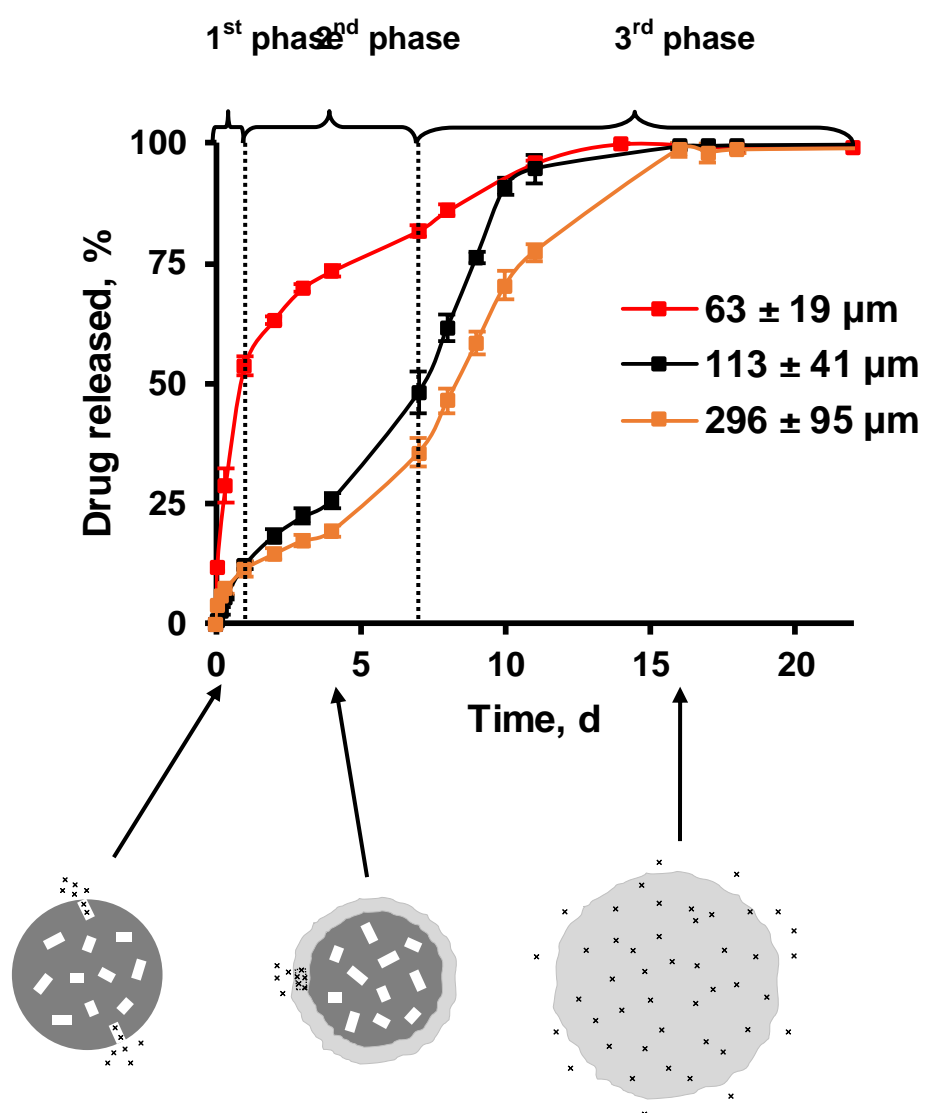 1st phase 2nd phase 3rd phase
100
75
50
25
0
Drug released, %
63 ± 19 µm
113 ± 41 µm
296 ± 95 µm
0 5 10 15 20
Time, d